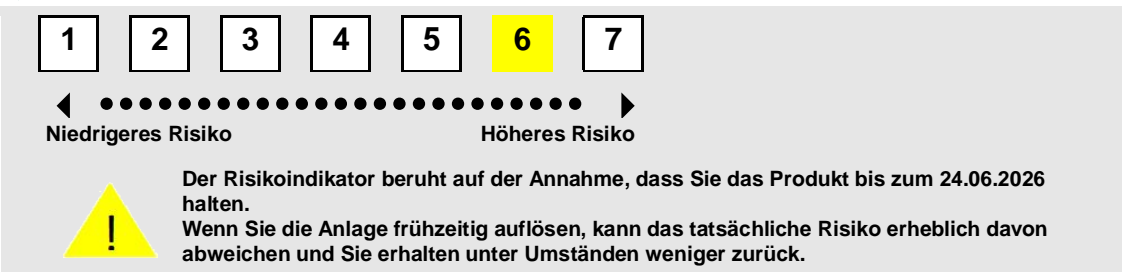 1 2 3 4 5 6 7
Niedrigeres Risiko Höheres Risiko
Der Risikoindikator beruht auf der Annahme, dass Sie das Produkt bis zum 24.06.2026
halten.
Wenn Sie die Anlage frühzeitig auflösen, kann das tatsächliche Risiko erheblich davon
abweichen und Sie erhalten unter Umständen weniger zurück.
!